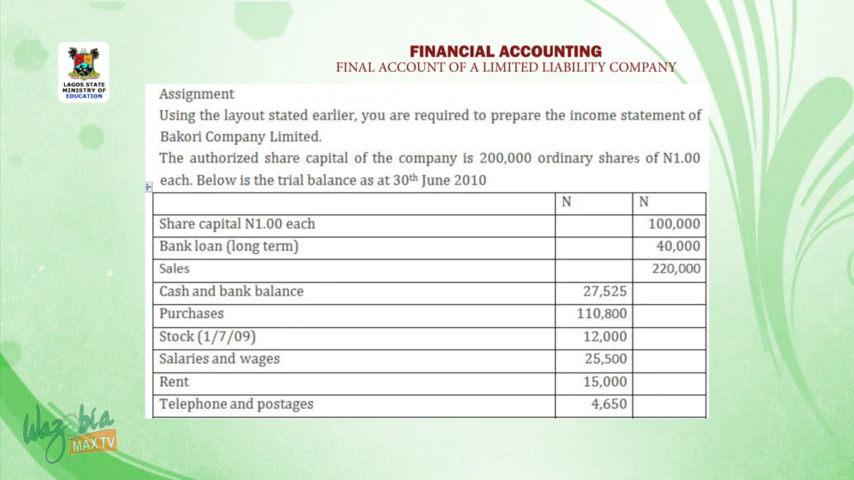 FINANCIAL ACCOUNTING
FINAL ACCOUNT OF A LIMITED LIABILITY COMPANY
LAGOS STATE
MINISTRY OF
EDUCATION
Assignment
Using the layout stated earlier, you are required to prepare the income statement of
Bakori Company Limited.
The authorized share capital of the company is 200,000 ordinary shares of N1.00
each. Below is the trial balance as at 30th June 2010
N N
Share capital N1.00 each 100,000
Bank loan (long term) 40,000
Sales 220,000
Cash and bank balance 27,525
Purchases 110,800
Stock (1/7/09) 12,000
Salaries and wages 25,500
Rent 15,000
Telephone and postages 4,650
Wazobia
MAX TV